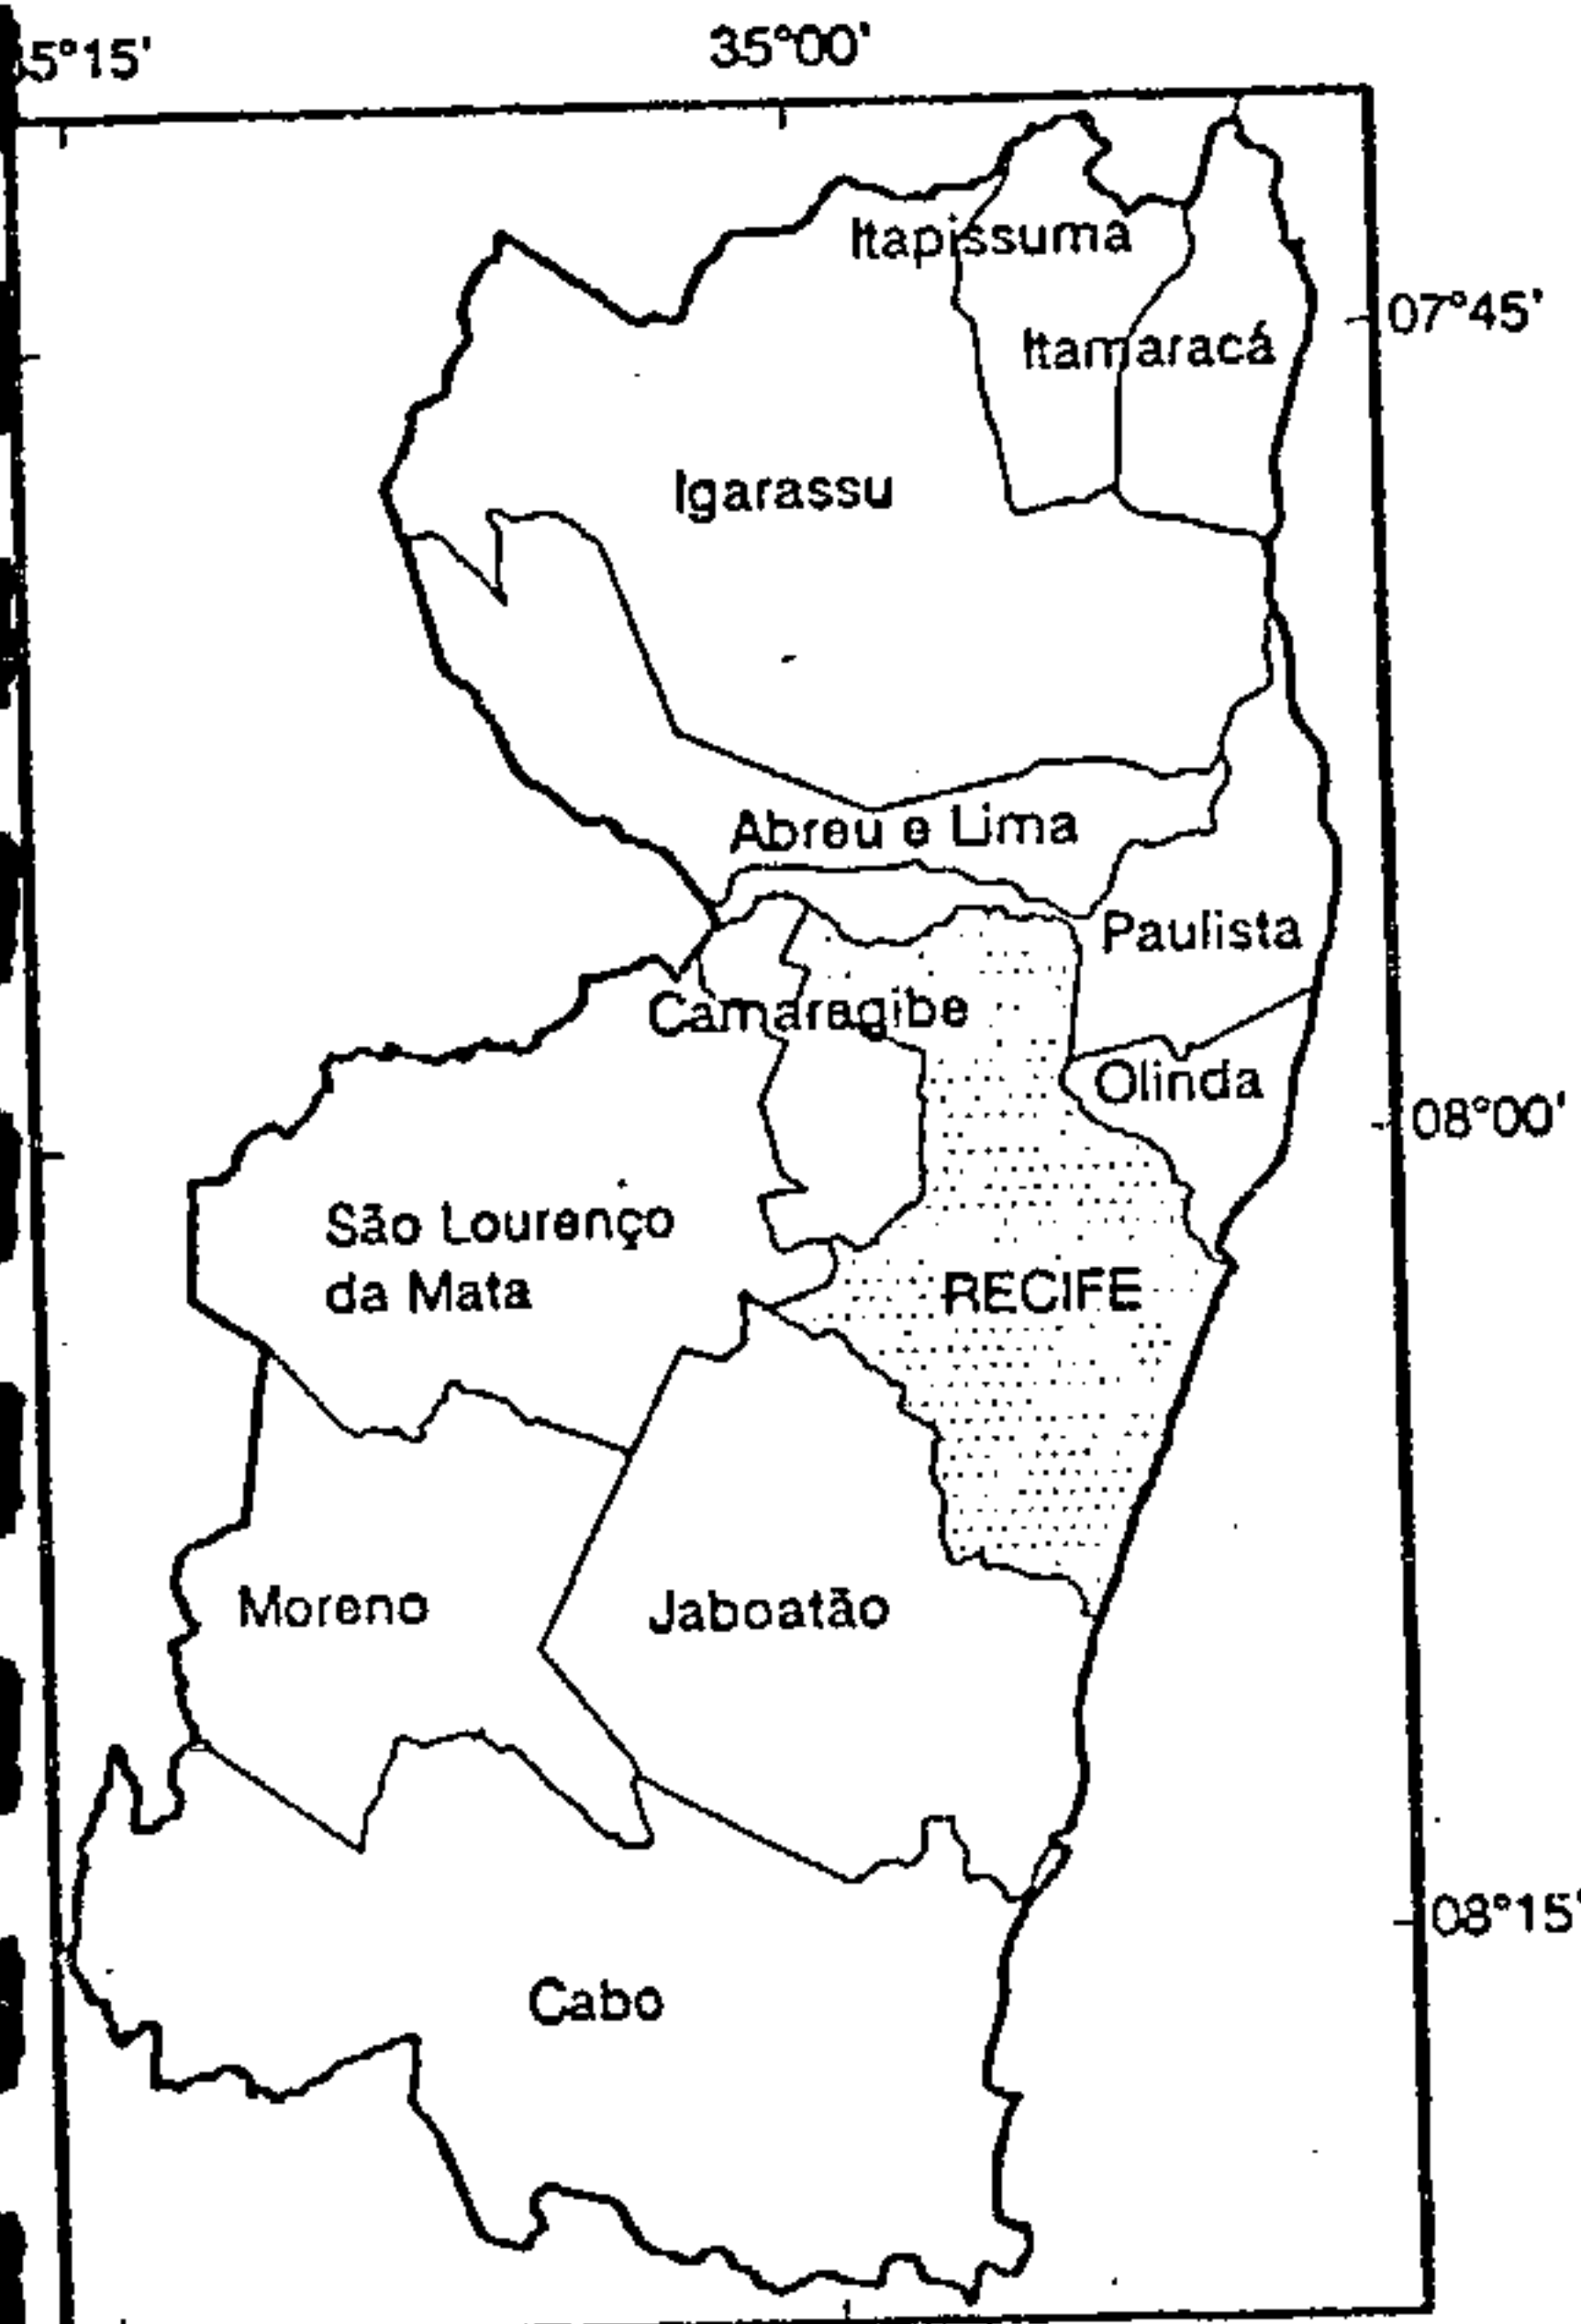 5°15'
35°00'
Itapissuma
07°45'
Itamaracá
Igarassu
Abreu e Lima
Paulista
Camaragibe
Olinda
08°00'
São Lourenço
da Mata
RECIFE
Moreno
Jaboatão
08°15'
Cabo